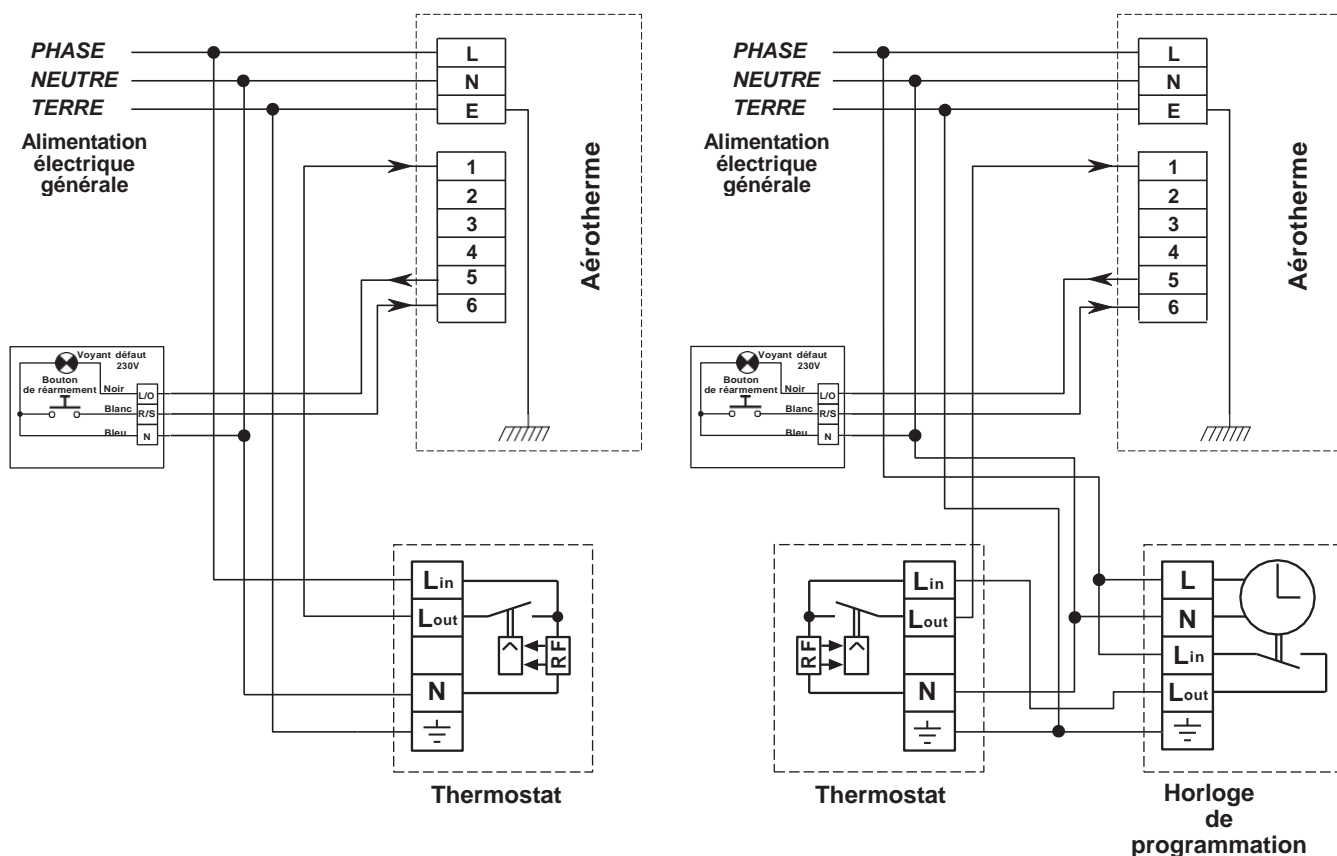 PHASE
NEUTRE
TERRE
Alimentation
électrique
générale
L
N
E
1
2
3
4
5
6
Aérotherme
Voyant défaut
230V
Bouton
de réarmement
Noir
Blanc
Bleu
L/O
R/S
N
Lin
Lout
N
RF
Thermostat
PHASE
NEUTRE
TERRE
Alimentation
électrique
générale
L
N
E
1
2
3
4
5
6
Aérotherme
Voyant défaut
230V
Bouton
de réarmement
Noir
Blanc
Bleu
L/O
R/S
N
RF
Lin
Lout
N
Thermostat
L
N
Lin
Lout
Horloge
de
programmation